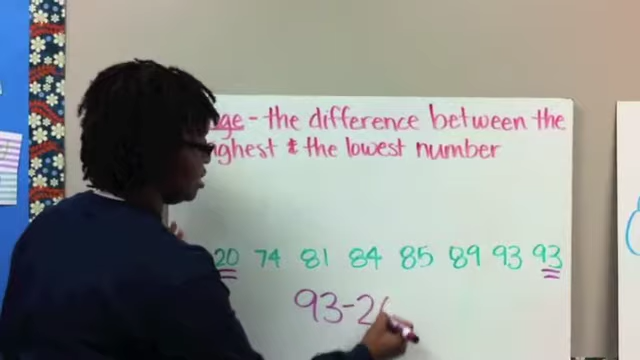 ge - the difference between the
ghest & the lowest number
20 74 81 84 85 89 93 93
93-2